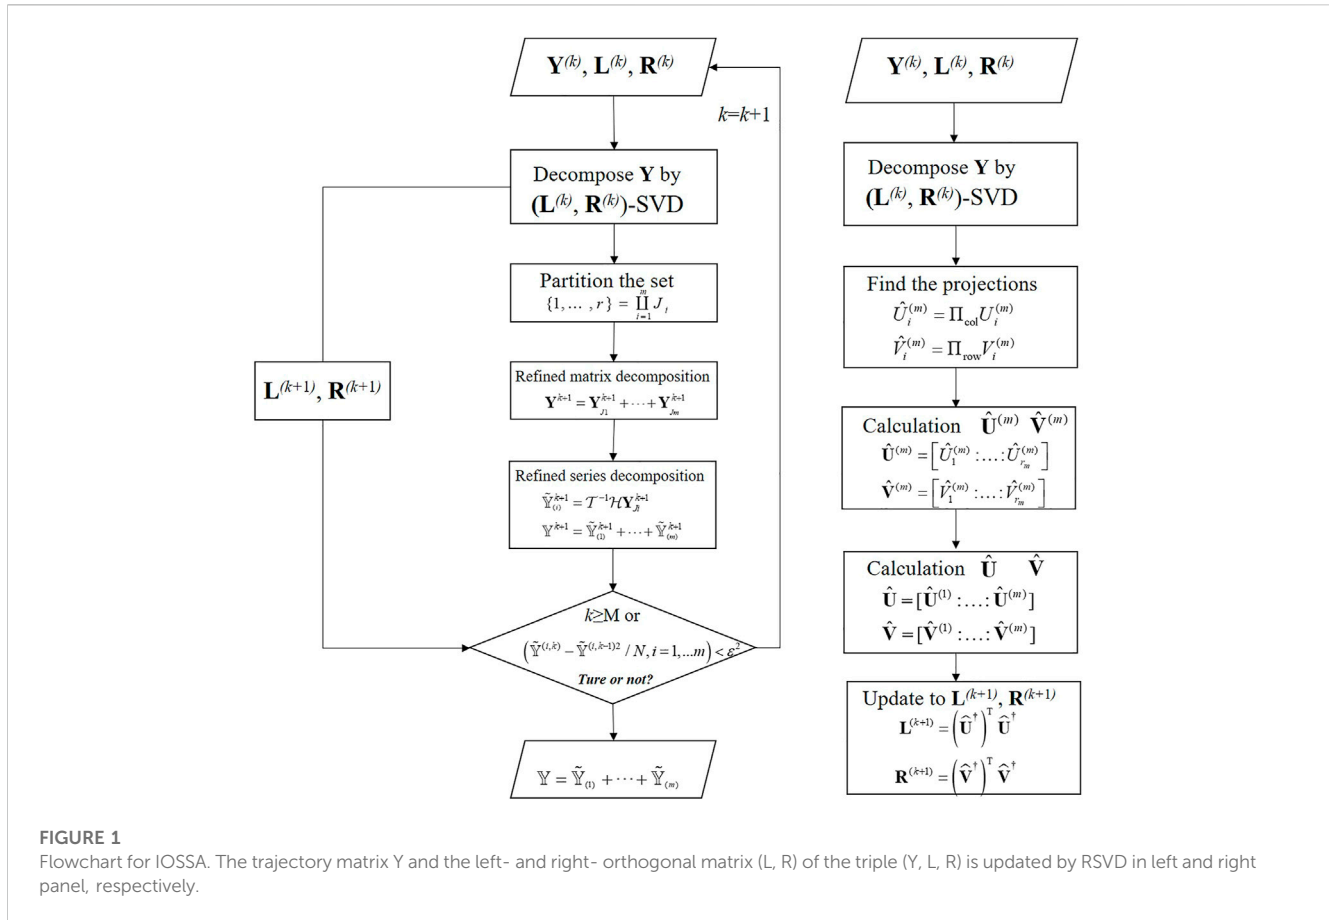 Y^(k), L^(k), R^(k)
k=k+1
Decompose Y by
(L^(k), R^(k))-SVD
Partition the set
{1,… ,r} = ∐_{i=1}^{m} J_i
L^(k+1), R^(k+1)
Refined matrix decomposition
Y^{k+1} = Y_{J1}^{k+1} + ⋯ + Y_{Jm}^{k+1}
Refined series decomposition
𝕐̃_{(i)}^{k+1} = 𝒯^{-1}ℋY_{Ji}^{k+1}
𝕐^{k+1} = 𝕐̃_{(1)}^{k+1} + ⋯ + 𝕐̃_{(m)}^{k+1}
k≥M or
(𝕐̃^{(i,k)} − 𝕐̃^{(i,k−1)2} / N, i = 1,...m) < ε^2
Ture or not?
𝕐 = 𝕐̃_{(1)} + ⋯ + 𝕐̃_{(m)}
Y^(k), L^(k), R^(k)
Decompose Y by
(L^(k), R^(k))-SVD
Find the projections
Û_i^{(m)} = Π_col U_i^{(m)}
V̂_i^{(m)} = Π_row V_i^{(m)}
Calculation Û^{(m)} V̂^{(m)}
Û^{(m)} = [Û_1^{(m)} :…: Û_{r_m}^{(m)}]
V̂^{(m)} = [V̂_1^{(m)} :…: V̂_{r_m}^{(m)}]
Calculation Û V̂
Û = [Û^{(1)} :…: Û^{(m)}]
V̂ = [V̂^{(1)} :…: V̂^{(m)}]
Update to L^(k+1), R^(k+1)
L^{(k+1)} = (Û^†)^T Û^†
R^{(k+1)} = (V̂^†)^T V̂^†
FIGURE 1
Flowchart for IOSSA. The trajectory matrix Y and the left- and right- orthogonal matrix (L, R) of the triple (Y, L, R) is updated by RSVD in left and right
panel, respectively.